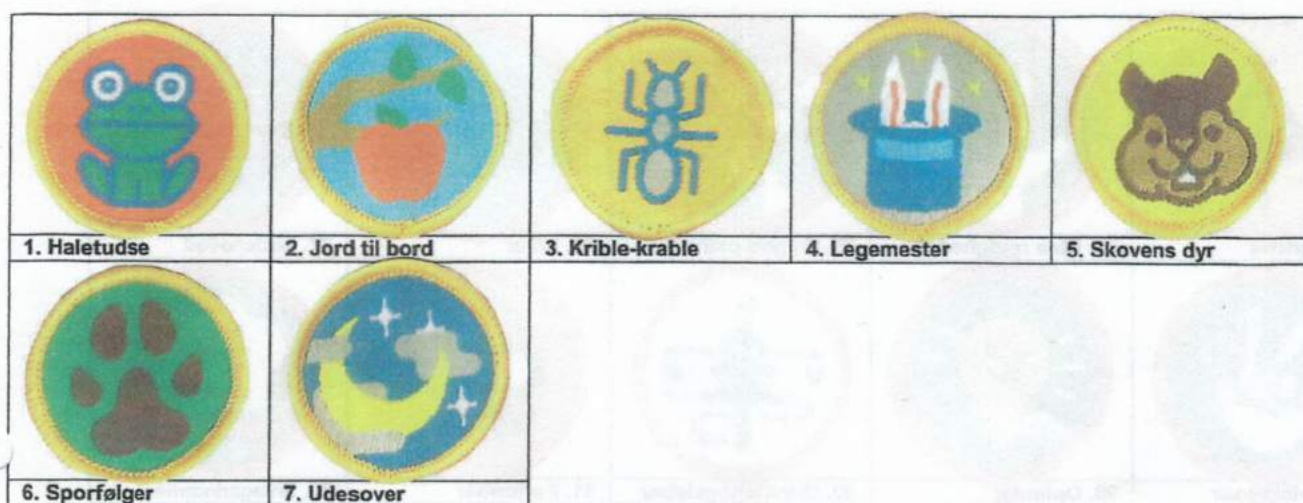 1. Haletudse
2. Jord til bord
3. Krible-krable
4. Legemester
5. Skovens dyr
6. Sporfølger
7. Udesover